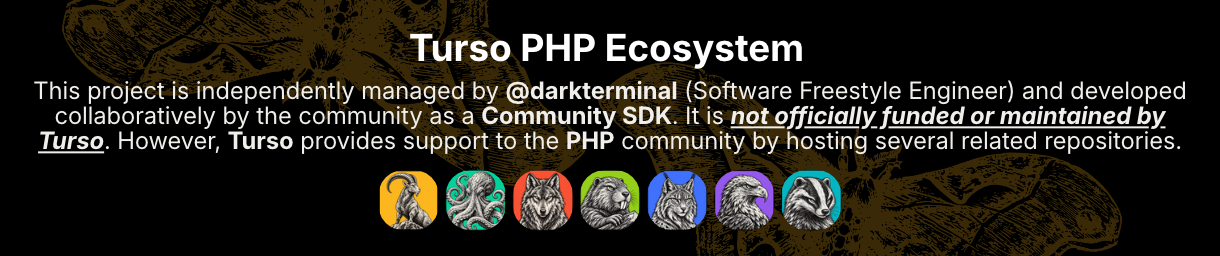 Turso PHP Ecosystem
This project is independently managed by @darkterminal (Software Freestyle Engineer) and developed
collaboratively by the community as a Community SDK. It is not officially funded or maintained by
Turso. However, Turso provides support to the PHP community by hosting several related repositories.